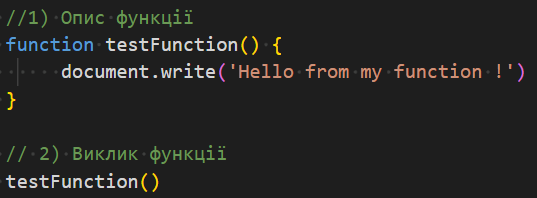 //1) Опис функції
function testFunction() {
document.write('Hello from my function !')
}
// 2) Виклик функції
testFunction()